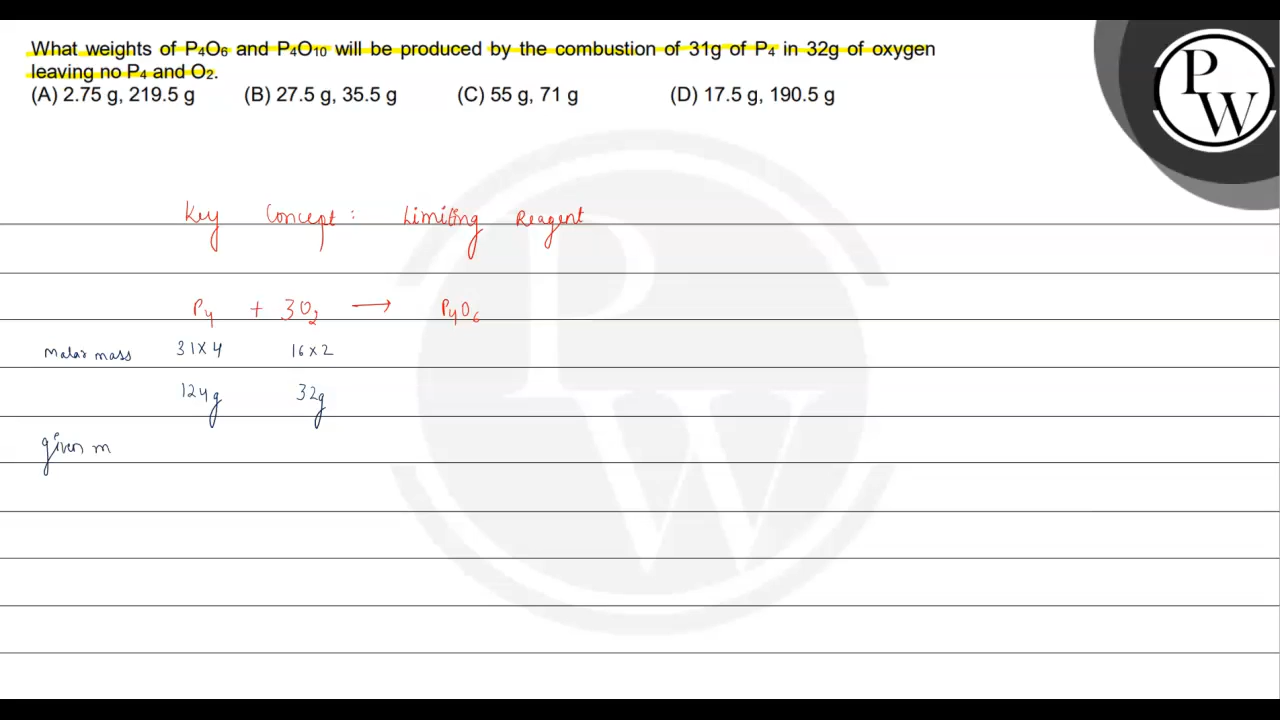 What weights of P₄O₆ and P₄O₁₀ will be produced by the combustion of 31g of P₄ in 32g of oxygen
leaving no P₄ and O₂.
(A) 2.75 g, 219.5 g (B) 27.5 g, 35.5 g (C) 55 g, 71 g (D) 17.5 g, 190.5 g
PW
Key Concept: Limiting Reagent
P₄ + 3O₂ → P₄O₆
Molar mass 31×4 16×2
124g 32g
given m
PW